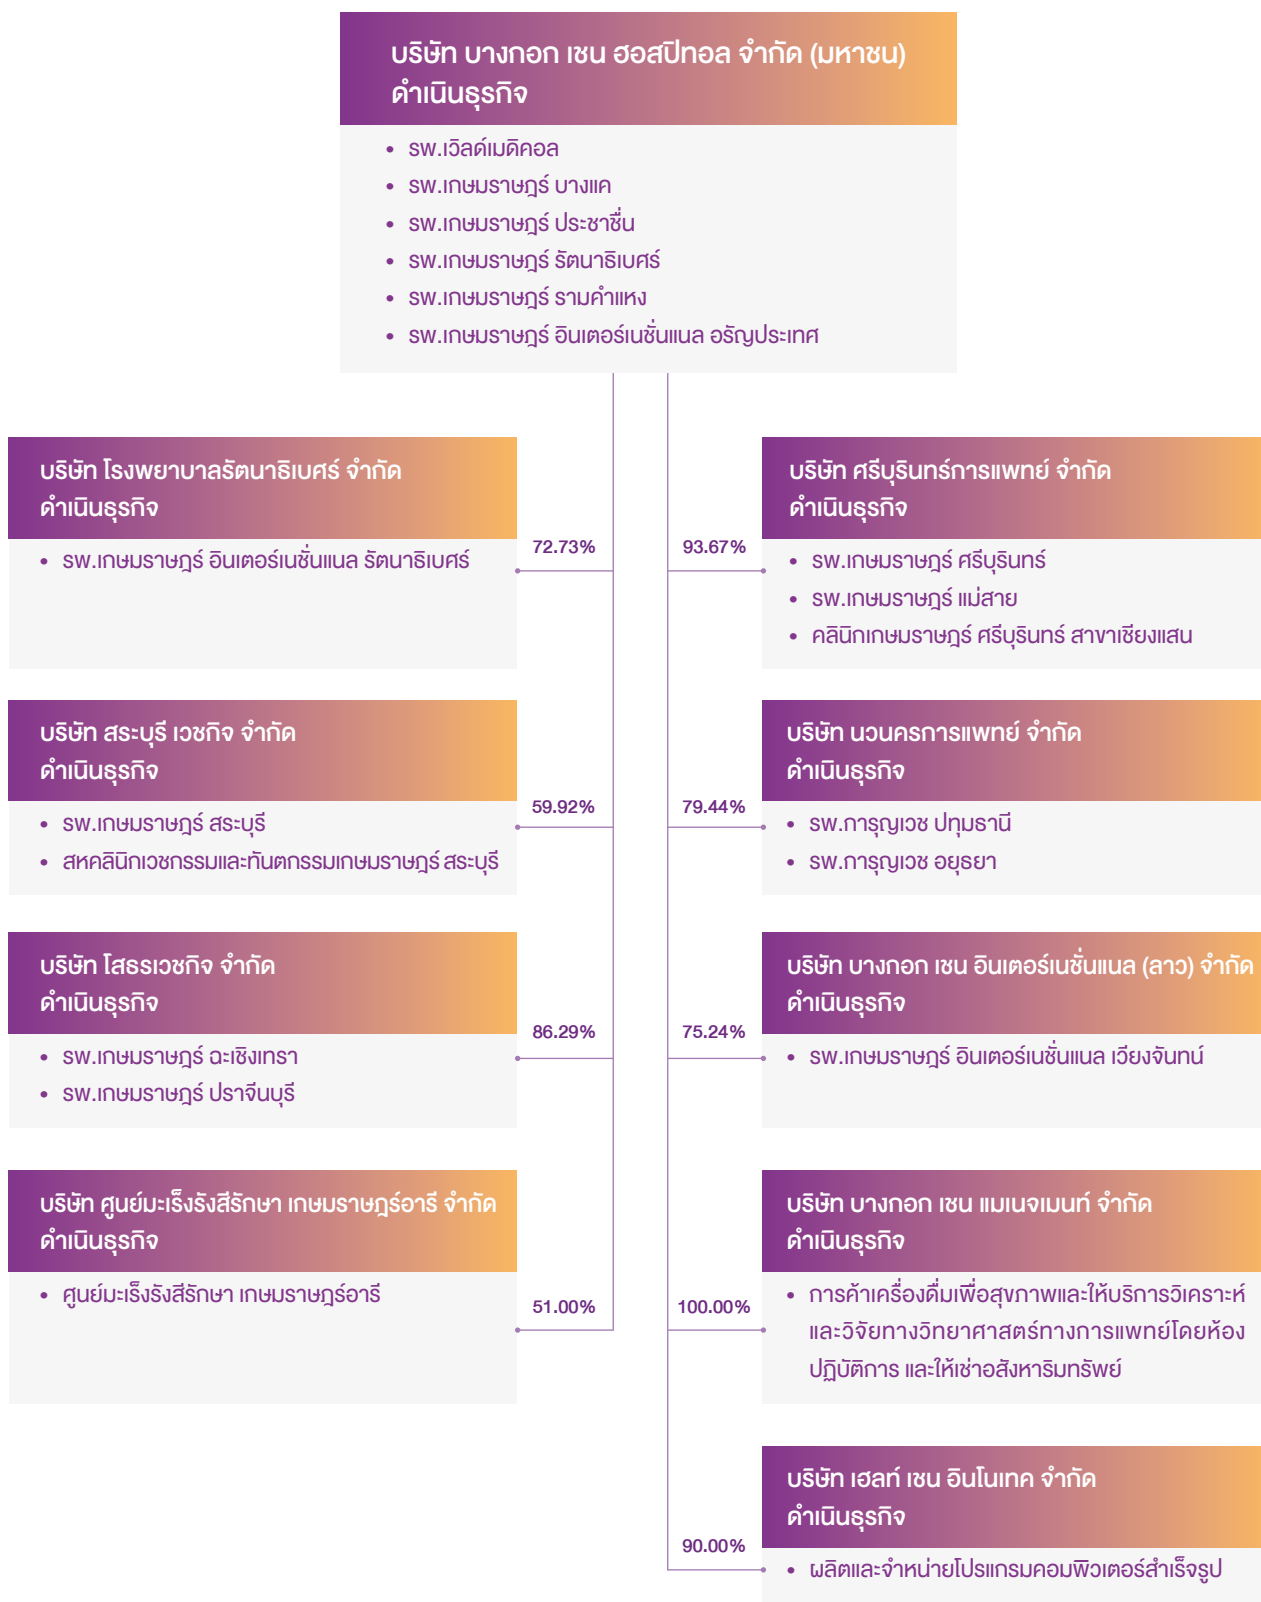 บริษัท บางกอก เชน ฮอสปิทอล จำกัด (มหาชน)
ดำเนินธุรกิจ
• รพ.เวิลด์เมดิคอล
• รพ.เกษมราษฎร์ บางแค
• รพ.เกษมราษฎร์ ประชาชื่น
• รพ.เกษมราษฎร์ รัตนาธิเบศร์
• รพ.เกษมราษฎร์ รามคำแหง
• รพ.เกษมราษฎร์ อินเตอร์เนชั่นแนล อรัญประเทศ
บริษัท โรงพยาบาลรัตนาธิเบศร์ จำกัด
ดำเนินธุรกิจ
• รพ.เกษมราษฎร์ อินเตอร์เนชั่นแนล รัตนาธิเบศร์
72.73%
บริษัท ศรีบุรินทร์การแพทย์ จำกัด
ดำเนินธุรกิจ
93.67%
• รพ.เกษมราษฎร์ ศรีบุรินทร์
• รพ.เกษมราษฎร์ แม่สาย
• คลินิกเกษมราษฎร์ ศรีบุรินทร์ สาขาเชียงแสน
บริษัท สระบุรี เวชกิจ จำกัด
ดำเนินธุรกิจ
• รพ.เกษมราษฎร์ สระบุรี
• สหคลินิกเวชกรรมและทันตกรรมเกษมราษฎร์ สระบุรี
59.92%
บริษัท นวนครการแพทย์ จำกัด
ดำเนินธุรกิจ
79.44%
• รพ.การุญเวช ปทุมธานี
• รพ.การุญเวช อยุธยา
บริษัท โสธรเวชกิจ จำกัด
ดำเนินธุรกิจ
• รพ.เกษมราษฎร์ ฉะเชิงเทรา
• รพ.เกษมราษฎร์ ปราจีนบุรี
86.29%
บริษัท บางกอก เชน อินเตอร์เนชั่นแนล (ลาว) จำกัด
ดำเนินธุรกิจ
75.24%
• รพ.เกษมราษฎร์ อินเตอร์เนชั่นแนล เวียงจันทน์
บริษัท ศูนย์มะเร็งรังสีรักษา เกษมราษฎร์อารี จำกัด
ดำเนินธุรกิจ
• ศูนย์มะเร็งรังสีรักษา เกษมราษฎร์อารี
51.00%
บริษัท บางกอก เชน แมเนจเมนท์ จำกัด
ดำเนินธุรกิจ
100.00%
• การค้าเครื่องดื่มเพื่อสุขภาพและให้บริการวิเคราะห์
และวิจัยทางวิทยาศาสตร์ทางการแพทย์โดยห้อง
ปฏิบัติการ และให้เช่าอสังหาริมทรัพย์
บริษัท เฮลท์ เชน อินโนเทค จำกัด
ดำเนินธุรกิจ
90.00%
• ผลิตและจำหน่ายโปรแกรมคอมพิวเตอร์สำเร็จรูป